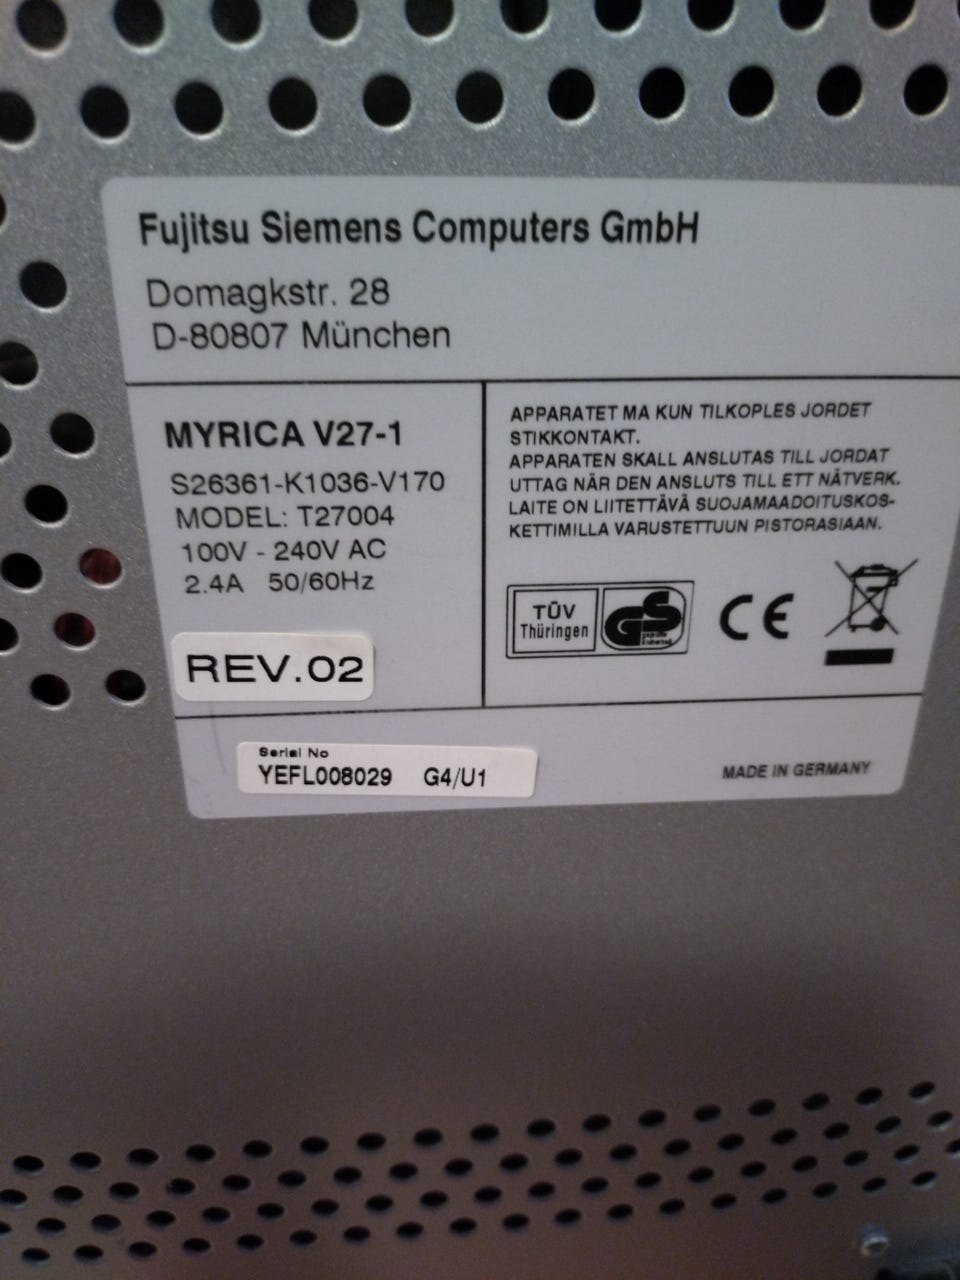 Fujitsu Siemens Computers GmbH
Domagkstr. 28
D-80807 München
MYRICA V27-1
S26361-K1036-V170
MODEL: T27004
100V - 240V AC
2.4A 50/60Hz
REV.02
APPARATET MA KUN TILKOPLES JORDET
STIKKONTAKT.
APPARATEN SKALL ANSLUTAS TILL JORDAT
UTTAG NÄR DEN ANSLUTS TILL ETT NÄTVERK.
LAITE ON LIITETTÄVÄ SUOJAMAADOITUSKOS-
KETTIMILLA VARUSTETTUUN PISTORASIAAN.
TÜV
Thüringen
GS
geprüfte
Sicherheit
CE
Serial No
YEFL008029 G4/U1
MADE IN GERMANY